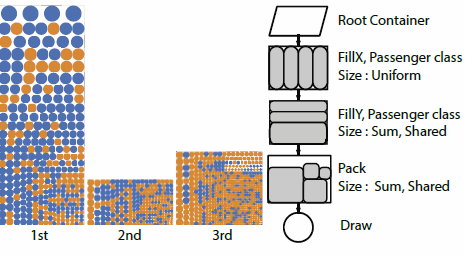 Root Container
FillX, Passenger class
Size : Uniform
FillY, Passenger class
Size : Sum, Shared
Pack
Size : Sum, Shared
Draw
1st 2nd 3rd